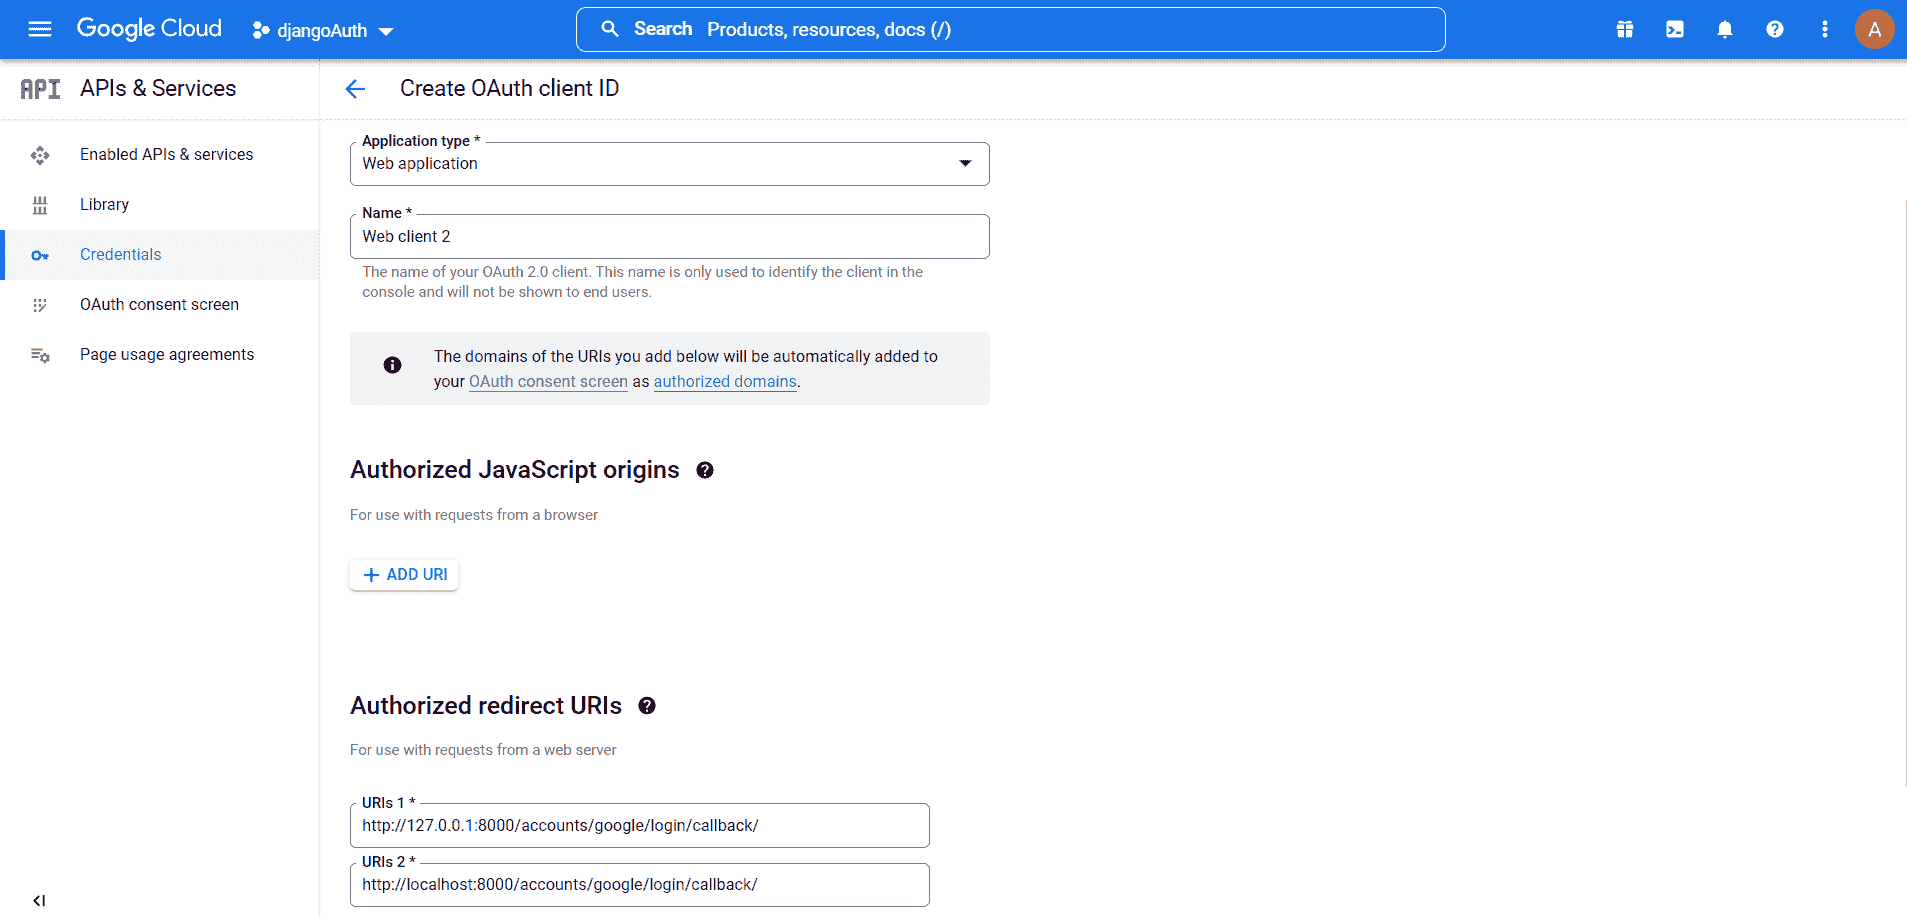 Google Cloud
djangoAuth
Search Products, resources, docs (/)
A
API APIs & Services
Create OAuth client ID
Enabled APIs & services
Library
Credentials
OAuth consent screen
Page usage agreements
Application type *
Web application
Name *
Web client 2
The name of your OAuth 2.0 client. This name is only used to identify the client in the
console and will not be shown to end users.
The domains of the URIs you add below will be automatically added to
your OAuth consent screen as authorized domains.
Authorized JavaScript origins
For use with requests from a browser
+ ADD URI
Authorized redirect URIs
For use with requests from a web server
URIs 1 *
http://127.0.0.1:8000/accounts/google/login/callback/
URIs 2 *
http://localhost:8000/accounts/google/login/callback/